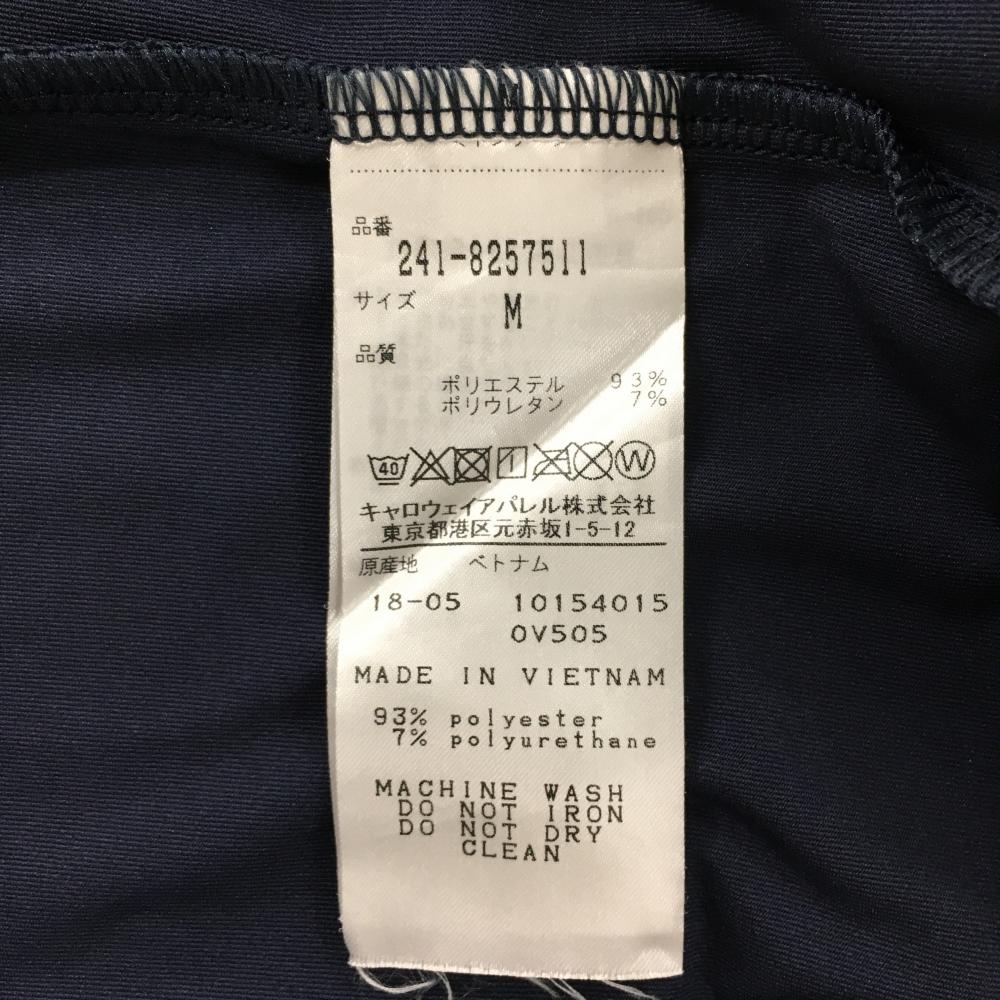 品番
241-8257511
サイズ M
品質
ポリエステル 93%
ポリウレタン 7%
40 W
キャロウェイアパレル株式会社
東京都港区元赤坂1-5-12
原産地 ベトナム
18-05 10154015
0V505
MADE IN VIETNAM
93% polyester
7% polyurethane
MACHINE WASH
DO NOT IRON
DO NOT DRY
CLEAN